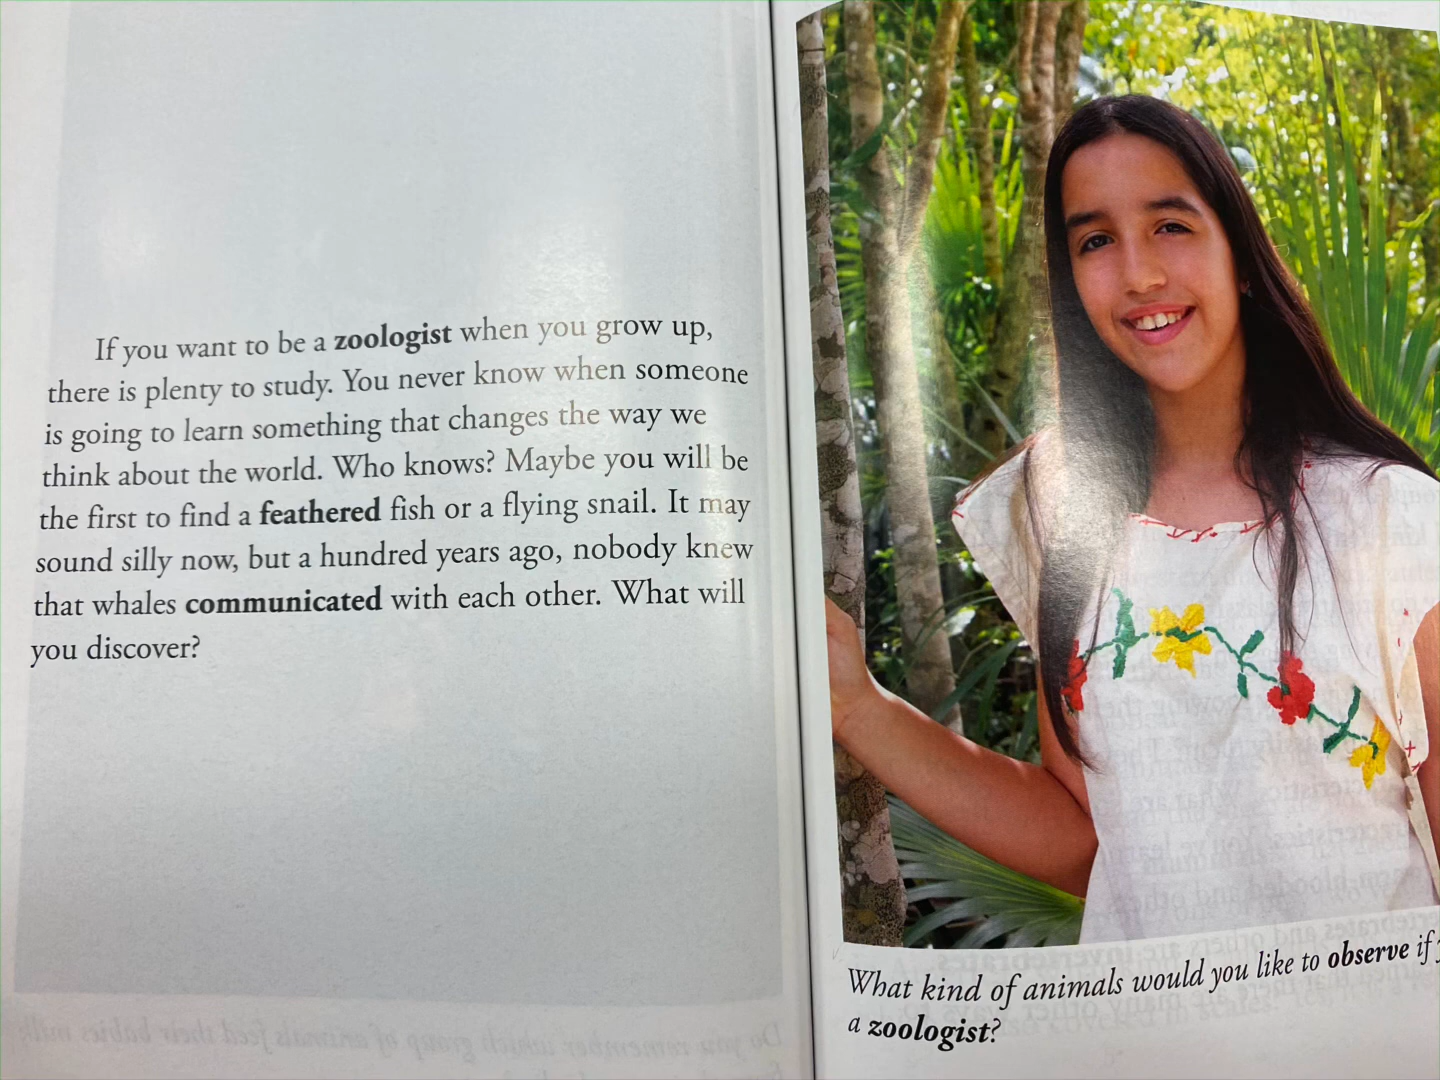 If you want to be a zoologist when you grow up,
there is plenty to study. You never know when someone
is going to learn something that changes the way we
think about the world. Who knows? Maybe you will be
the first to find a feathered fish or a flying snail. It may
sound silly now, but a hundred years ago, nobody knew
that whales communicated with each other. What will
you discover?
What kind of animals would you like to observe if
a zoologist?